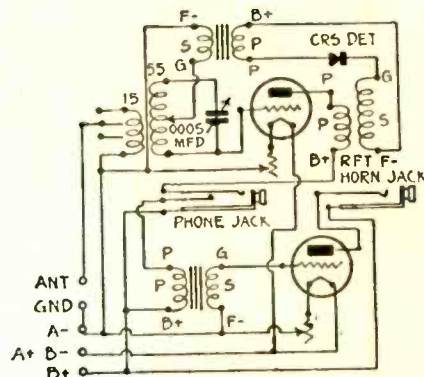 F- B+
S P
G P
CRS DET
G
15 55
.0005 MFD
P
P S
B+ RFT F-
HORN JACK
PHONE JACK
P G
P S
B+ F-
ANT
GND
A-
A+ B-
B+